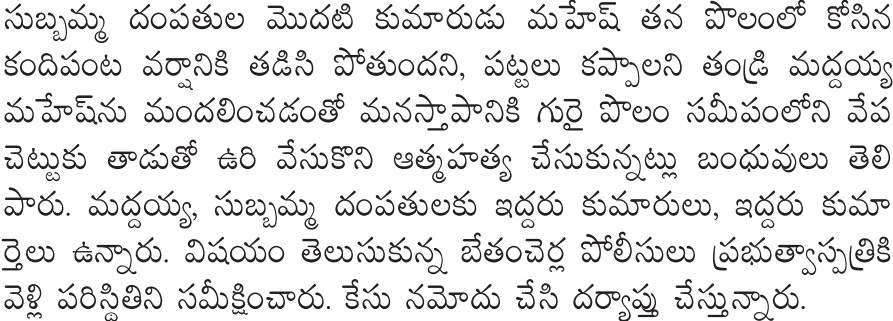 సుబ్బమ్మ దంపతుల మొదటి కుమారుడు మహేష్ తన పొలంలో కోసిన
కందిపంట వర్షానికి తడిసి పోతుందని, పట్టలు కప్పాలని తండ్రి మద్దయ్య
మహేష్‌ను మందలించడంతో మనస్తాపానికి గురై పొలం సమీపంలోని వేప
చెట్టుకు తాడుతో ఉరి వేసుకొని ఆత్మహత్య చేసుకున్నట్లు బంధువులు తెలి
పారు. మద్దయ్య, సుబ్బమ్మ దంపతులకు ఇద్దరు కుమారులు, ఇద్దరు కుమా
ర్తెలు ఉన్నారు. విషయం తెలుసుకున్న బేతంచెర్ల పోలీసులు ప్రభుత్వాస్పత్రికి
వెళ్లి పరిస్థితిని సమీక్షించారు. కేసు నమోదు చేసి దర్యాప్తు చేస్తున్నారు.